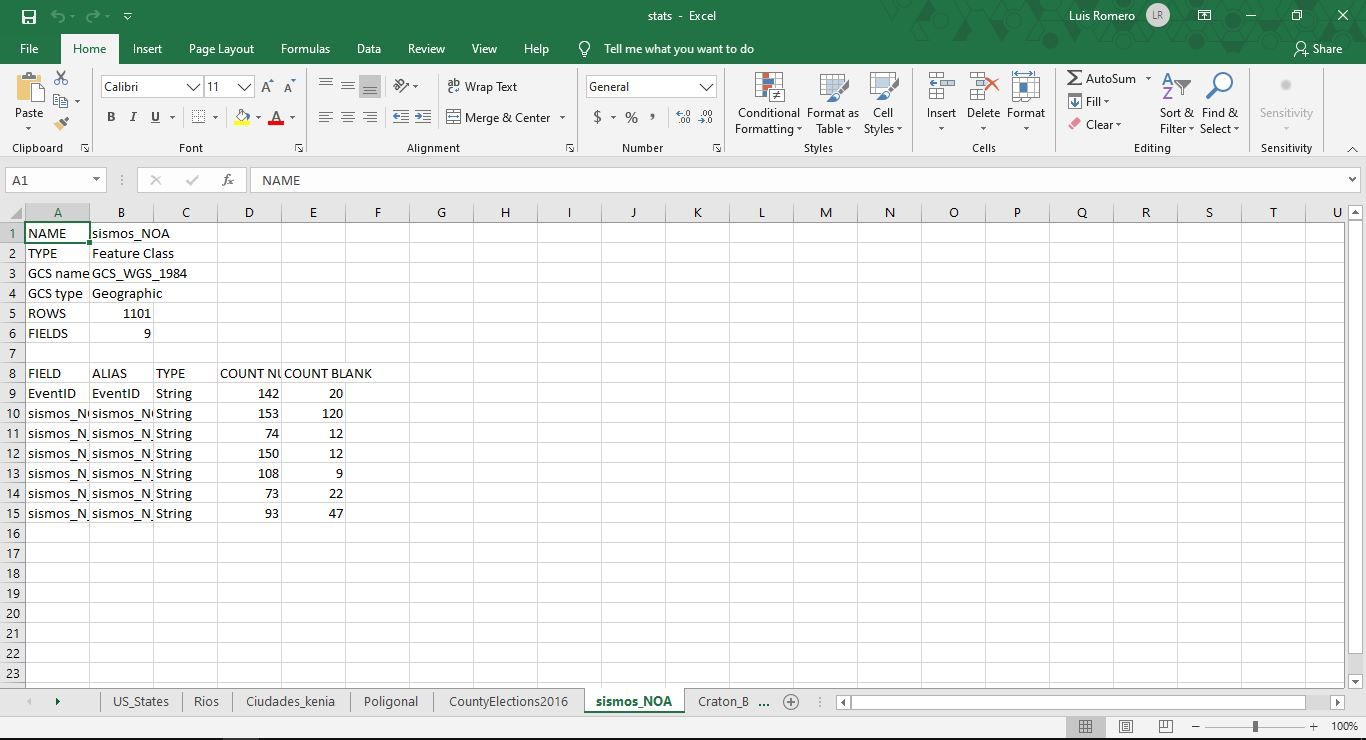 stats - Excel
Luis Romero LR
File Home Insert Page Layout Formulas Data Review View Help Tell me what you want to do Share
Paste
Calibri 11 A A
B I U A
ab Wrap Text
Merge & Center
General
$ % , .00 .00
Conditional Formatting Format as Table Cell Styles
Insert Delete Format
AutoSum
Fill
Clear
Sort & Filter Find & Select
Sensitivity
Clipboard Font Alignment Number Styles Cells Editing Sensitivity
A1 fx NAME
A B C D E F G H I J K L M N O P Q R S T U
1 NAME sismos_NOA
2 TYPE Feature Class
3 GCS name GCS_WGS_1984
4 GCS type Geographic
5 ROWS 1101
6 FIELDS 9
7
8 FIELD ALIAS TYPE COUNT NU COUNT BLANK
9 EventID EventID String 142 20
10 sismos_N sismos_N String 153 120
11 sismos_N sismos_N String 74 12
12 sismos_N sismos_N String 150 12
13 sismos_N sismos_N String 108 9
14 sismos_N sismos_N String 73 22
15 sismos_N sismos_N String 93 47
16
17
18
19
20
21
22
23
US_States Rios Ciudades_kenia Poligonal CountyElections2016 sismos_NOA Craton_B ...
100%